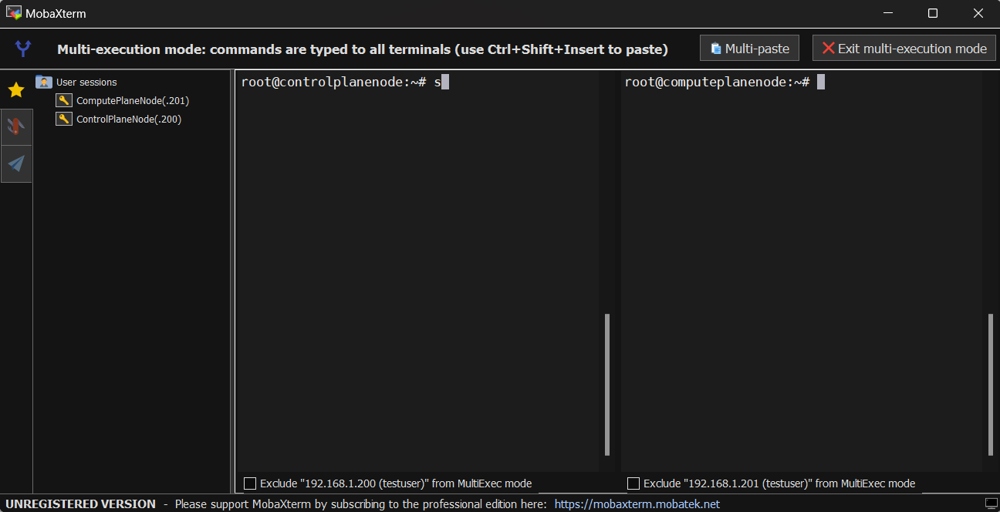 MobaXterm
Multi-execution mode: commands are typed to all terminals (use Ctrl+Shift+Insert to paste)
Multi-paste
Exit multi-execution mode
User sessions
ComputePlaneNode(.201)
ControlPlaneNode(.200)
root@controlplanenode:~# s
root@computeplanenode:~#
Exclude "192.168.1.200 (testuser)" from MultiExec mode
Exclude "192.168.1.201 (testuser)" from MultiExec mode
UNREGISTERED VERSION - Please support MobaXterm by subscribing to the professional edition here: https://mobaxterm.mobatek.net